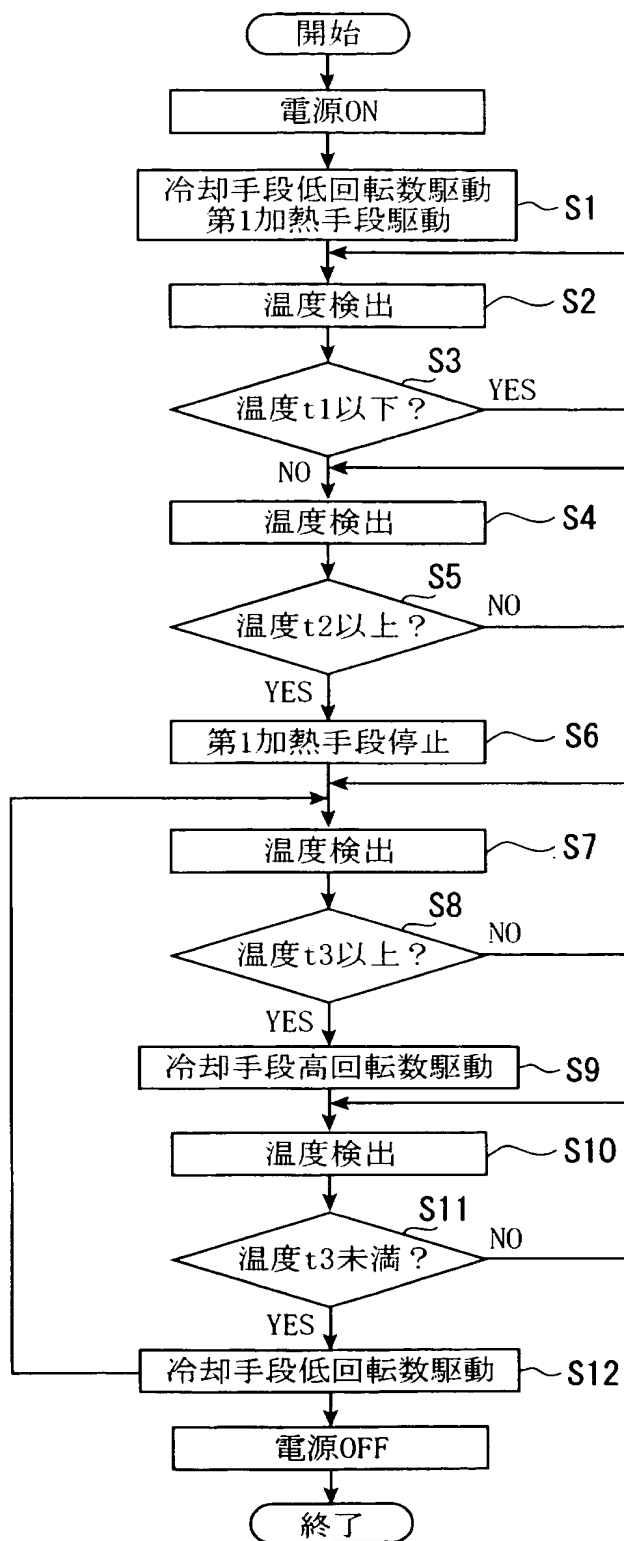 開始
電源ON
冷却手段低回転数駆動
第1加熱手段駆動
S1
温度検出
S2
S3
温度t1以下？
YES
NO
温度検出
S4
S5
温度t2以上？
NO
YES
第1加熱手段停止
S6
温度検出
S7
S8
温度t3以上？
NO
YES
冷却手段高回転数駆動
S9
温度検出
S10
S11
温度t3未満？
NO
YES
冷却手段低回転数駆動
S12
電源OFF
終了